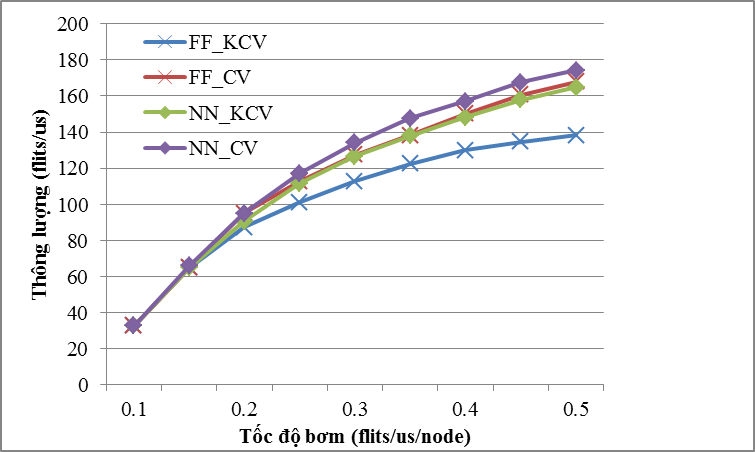 200
180
160
140
120
100
80
60
40
20
0
FF_KCV
FF_CV
NN_KCV
NN_CV
Thông lượng (flits/us)
0.1 0.2 0.3 0.4 0.5
Tốc độ bơm (flits/us/node)